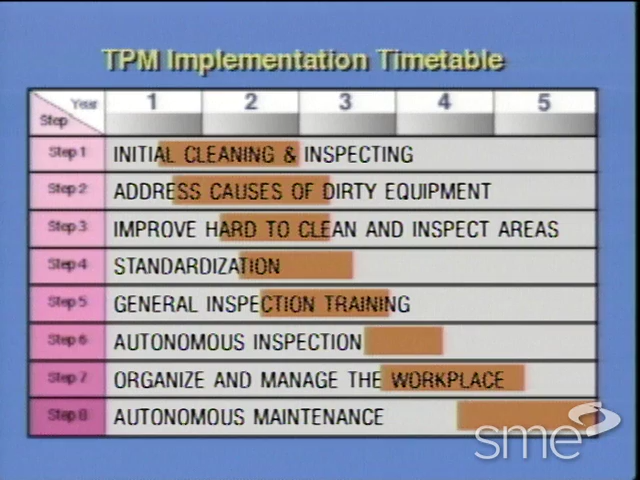 TPM Implementation Timetable
Year 1 2 3 4 5
Step
Step 1 INITIAL CLEANING & INSPECTING
Step 2 ADDRESS CAUSES OF DIRTY EQUIPMENT
Step 3 IMPROVE HARD TO CLEAN AND INSPECT AREAS
Step 4 STANDARDIZATION
Step 5 GENERAL INSPECTION TRAINING
Step 6 AUTONOMOUS INSPECTION
Step 7 ORGANIZE AND MANAGE THE WORKPLACE
Step 8 AUTONOMOUS MAINTENANCE
sme